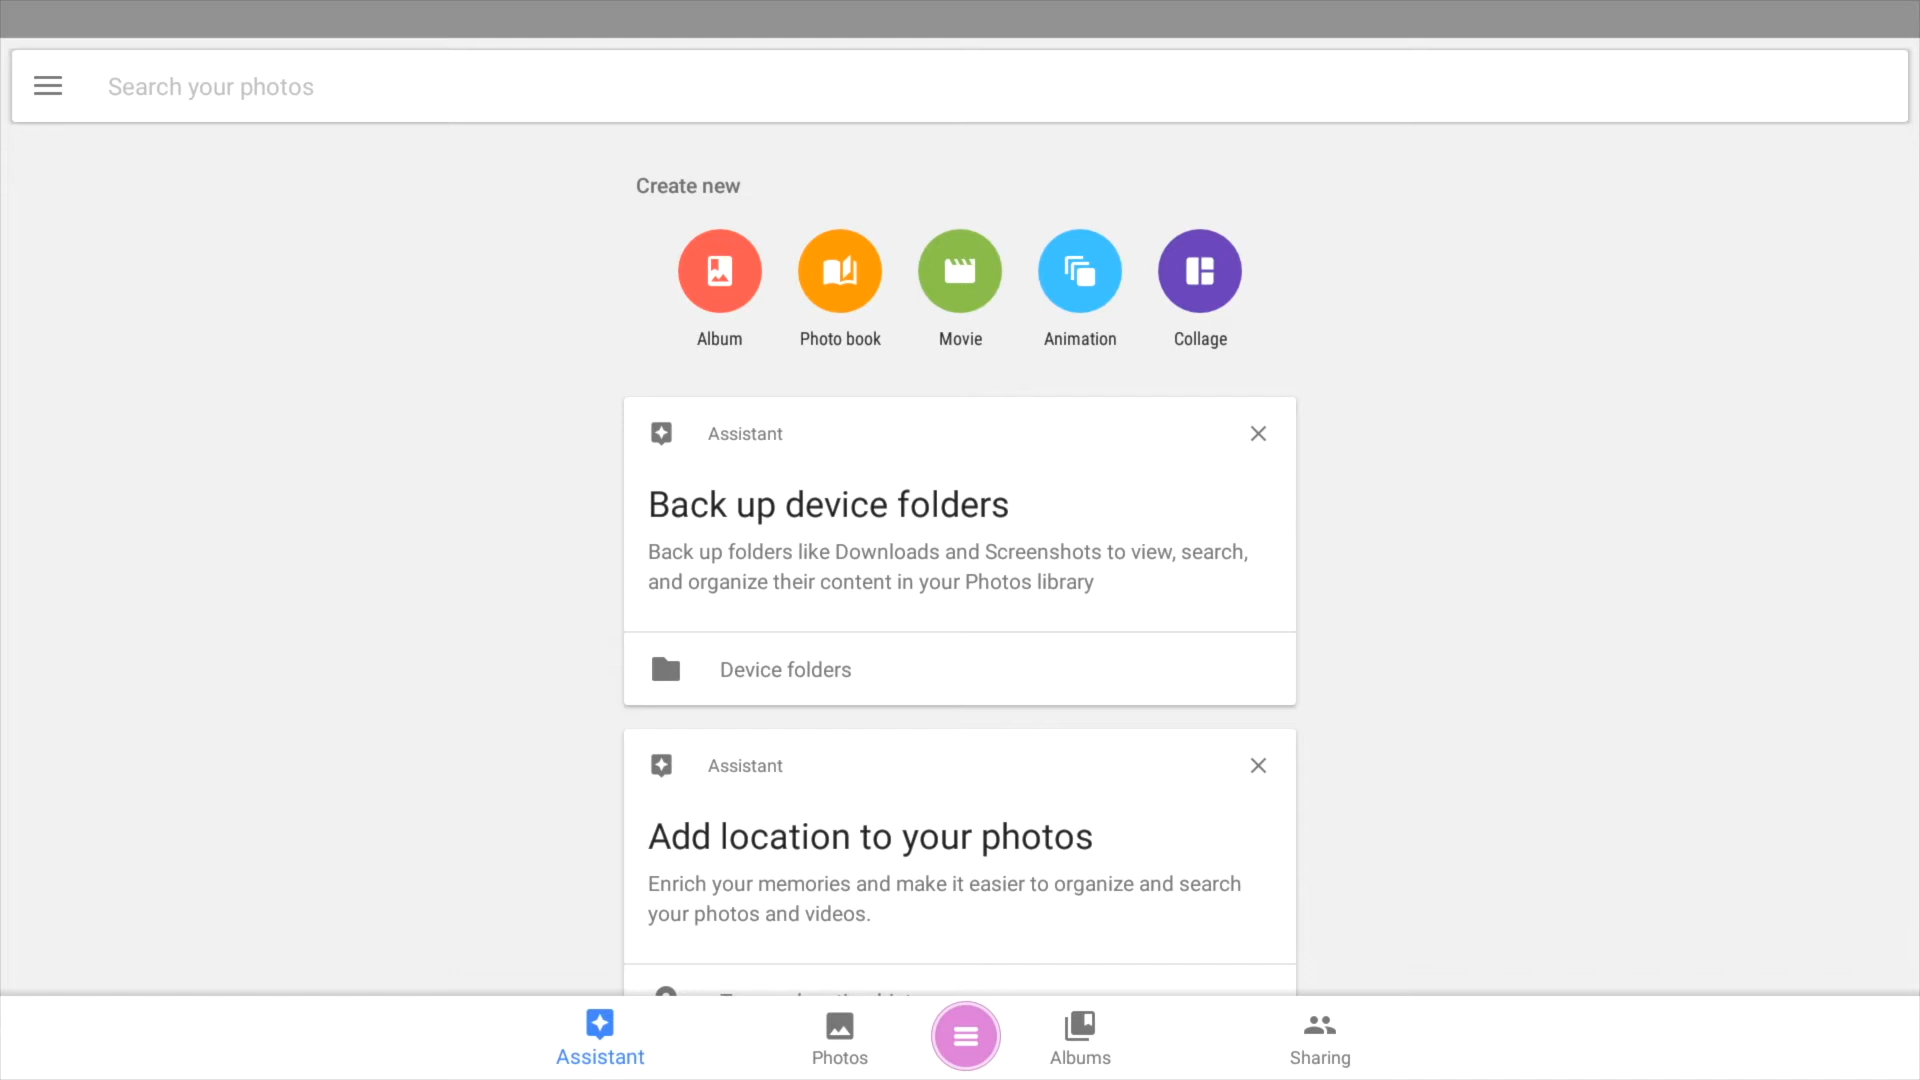 Search your photos
Create new
Album
Photo book
Movie
Animation
Collage
Assistant
Back up device folders
Back up folders like Downloads and Screenshots to view, search,
and organize their content in your Photos library
Device folders
Assistant
Add location to your photos
Enrich your memories and make it easier to organize and search
your photos and videos.
Assistant
Photos
Albums
Sharing